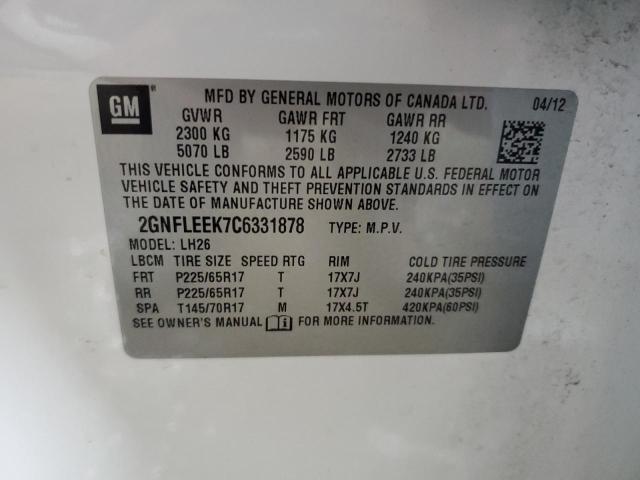 GM
MFD BY GENERAL MOTORS OF CANADA LTD. 04/12
GVWR GAWR FRT GAWR RR
2300 KG 1175 KG 1240 KG
5070 LB 2590 LB 2733 LB
THIS VEHICLE CONFORMS TO ALL APPLICABLE U.S. FEDERAL MOTOR
VEHICLE SAFETY AND THEFT PREVENTION STANDARDS IN EFFECT ON
THE DATE OF MANUFACTURE SHOWN ABOVE.
2GNFLEEK7C6331878 TYPE: M.P.V.
MODEL: LH26
LBCM TIRE SIZE SPEED RTG RIM COLD TIRE PRESSURE
FRT P225/65R17 T 17X7J 240KPA(35PSI)
RR P225/65R17 T 17X7J 240KPA(35PSI)
SPA T145/70R17 M 17X4.5T 420KPA(60PSI)
SEE OWNER'S MANUAL i FOR MORE INFORMATION.